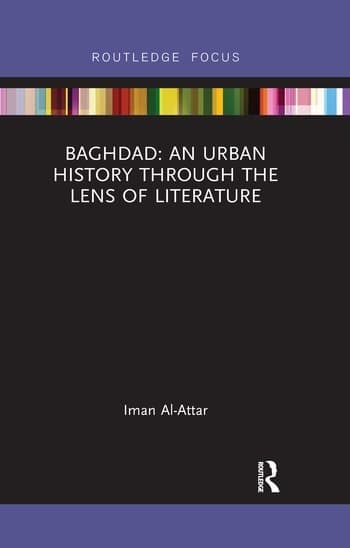 ROUTLEDGE FOCUS
BAGHDAD: AN URBAN
HISTORY THROUGH THE
LENS OF LITERATURE
Iman Al-Attar
ROUTLEDGE